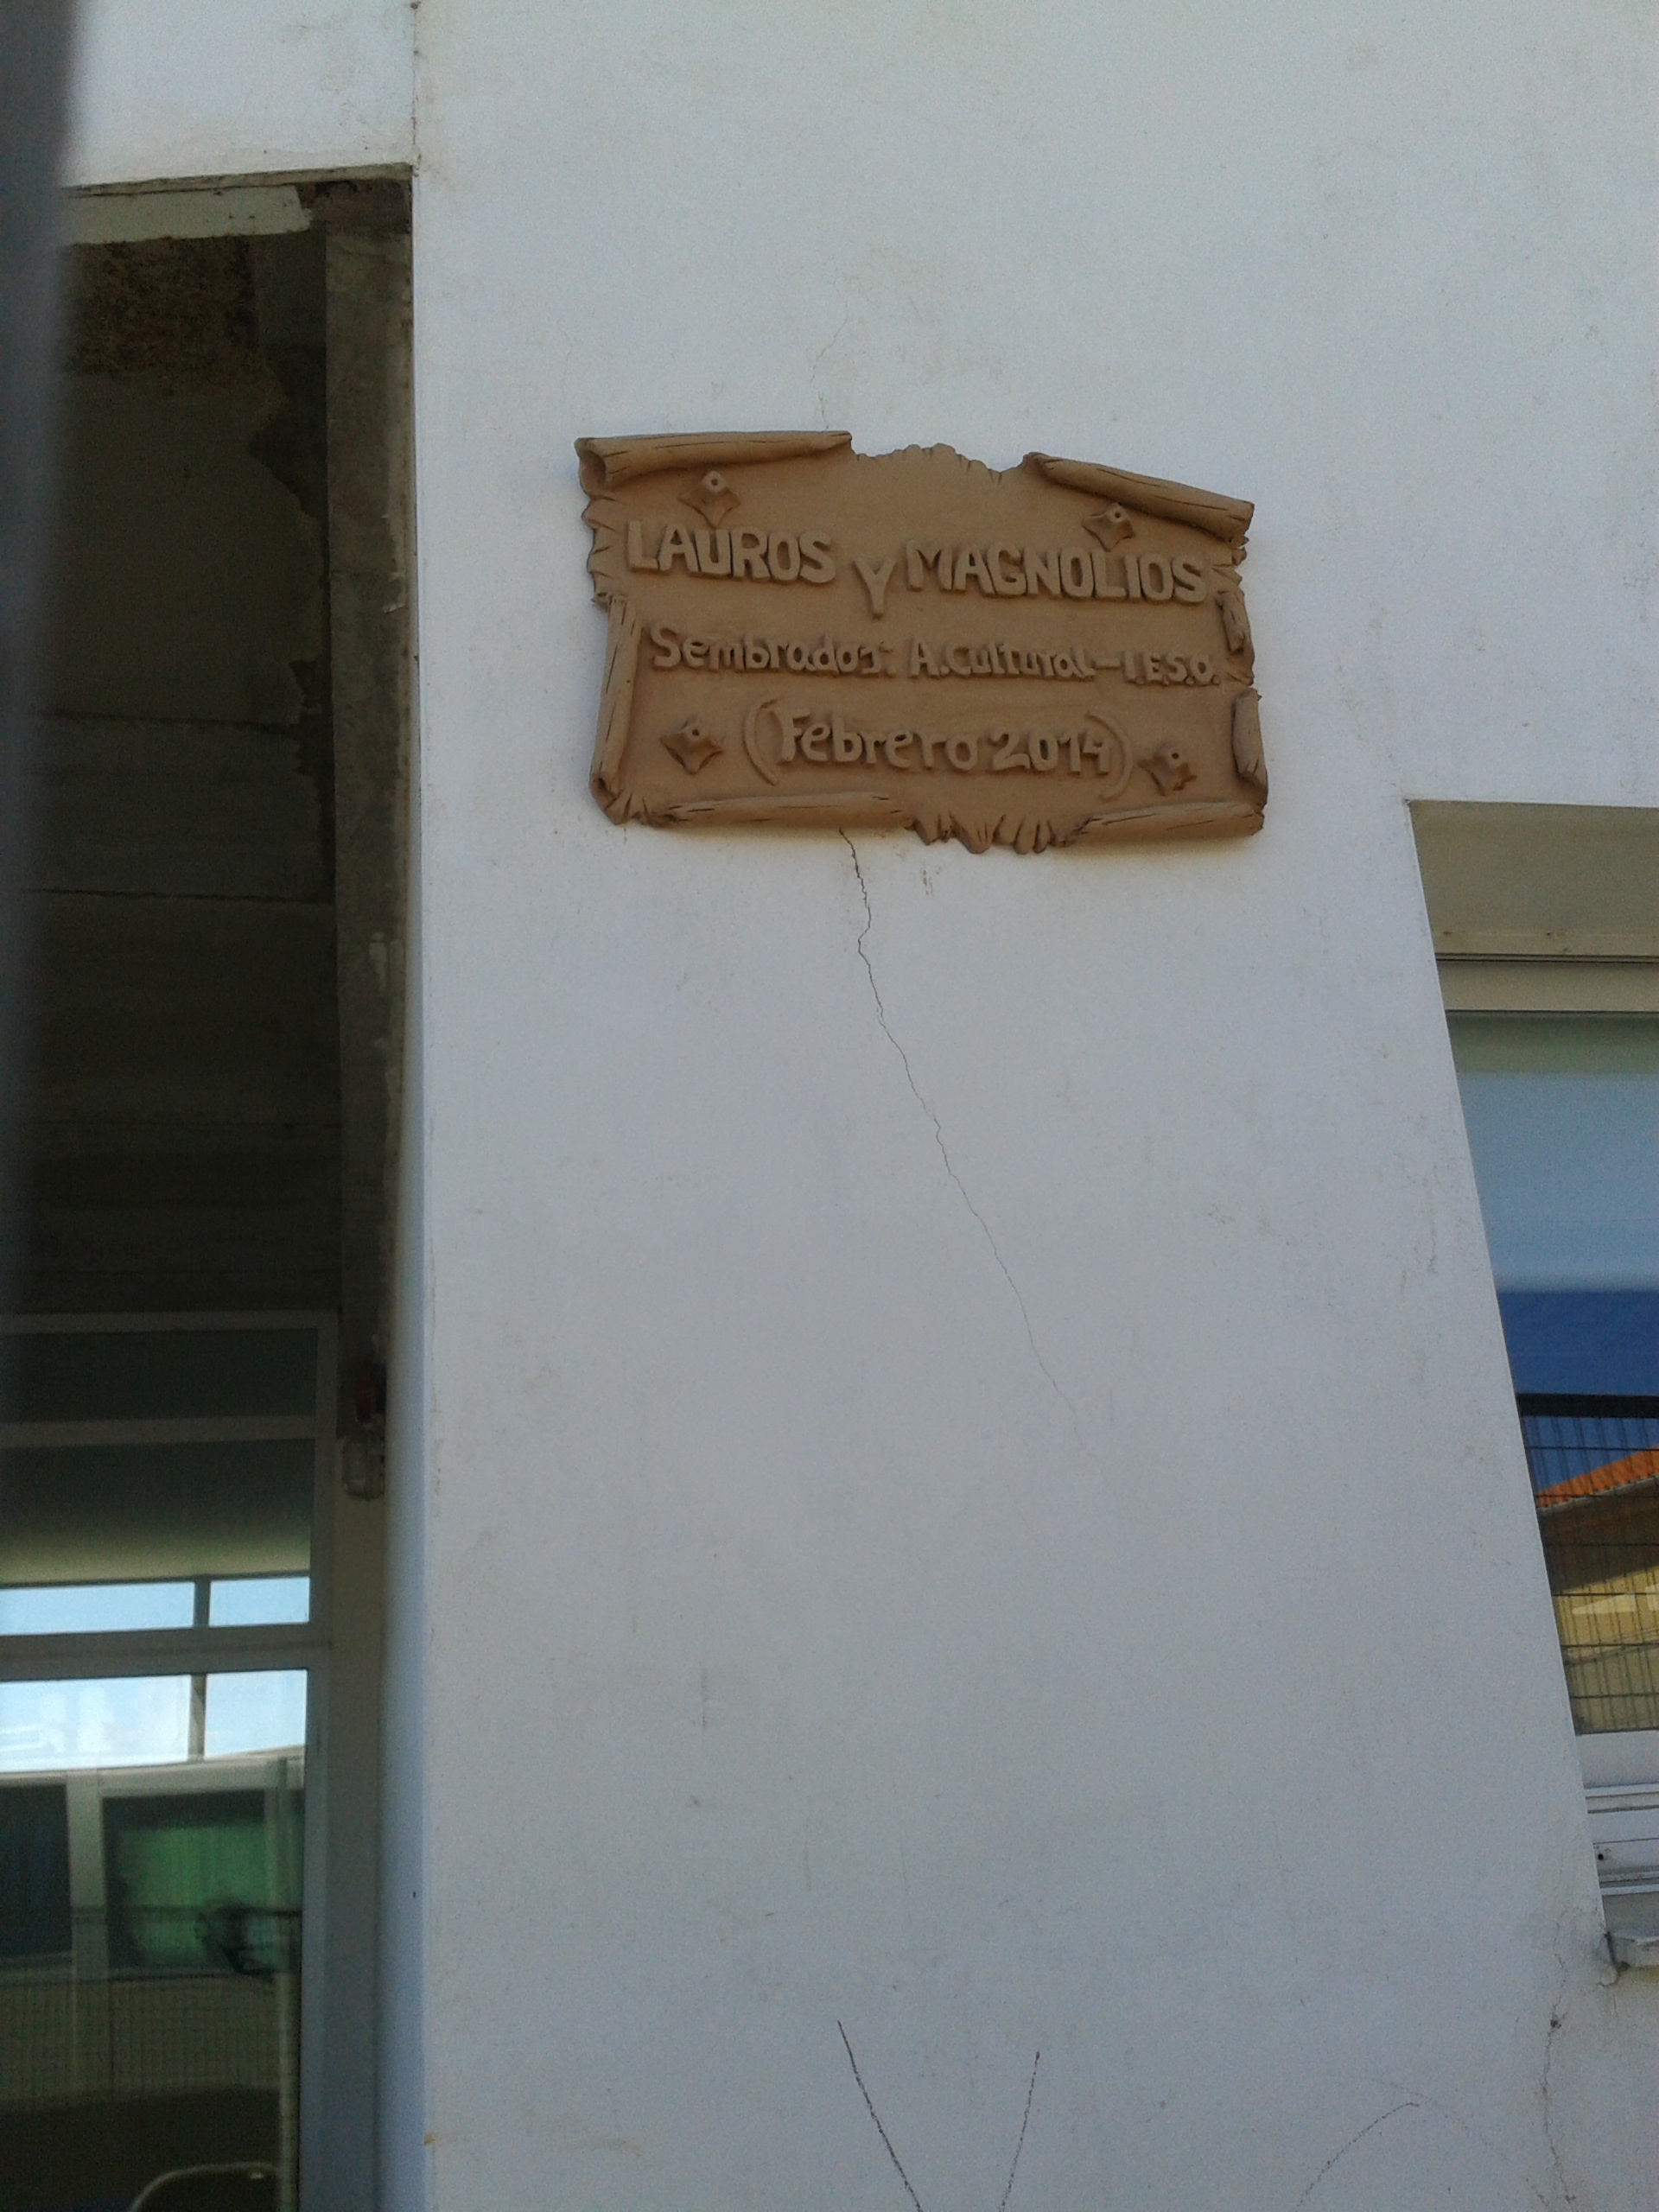 LAUROS Y MAGNOLIOS
Sembrados: A.Cultural-I.E.S.O.
(Febrero 2014)